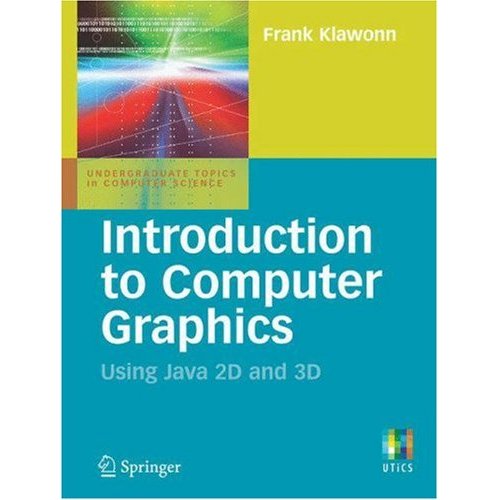 Frank Klawonn
UNDERGRADUATE TOPICS
in COMPUTER SCIENCE
Introduction
to Computer
Graphics
Using Java 2D and 3D
Springer
UTiCS